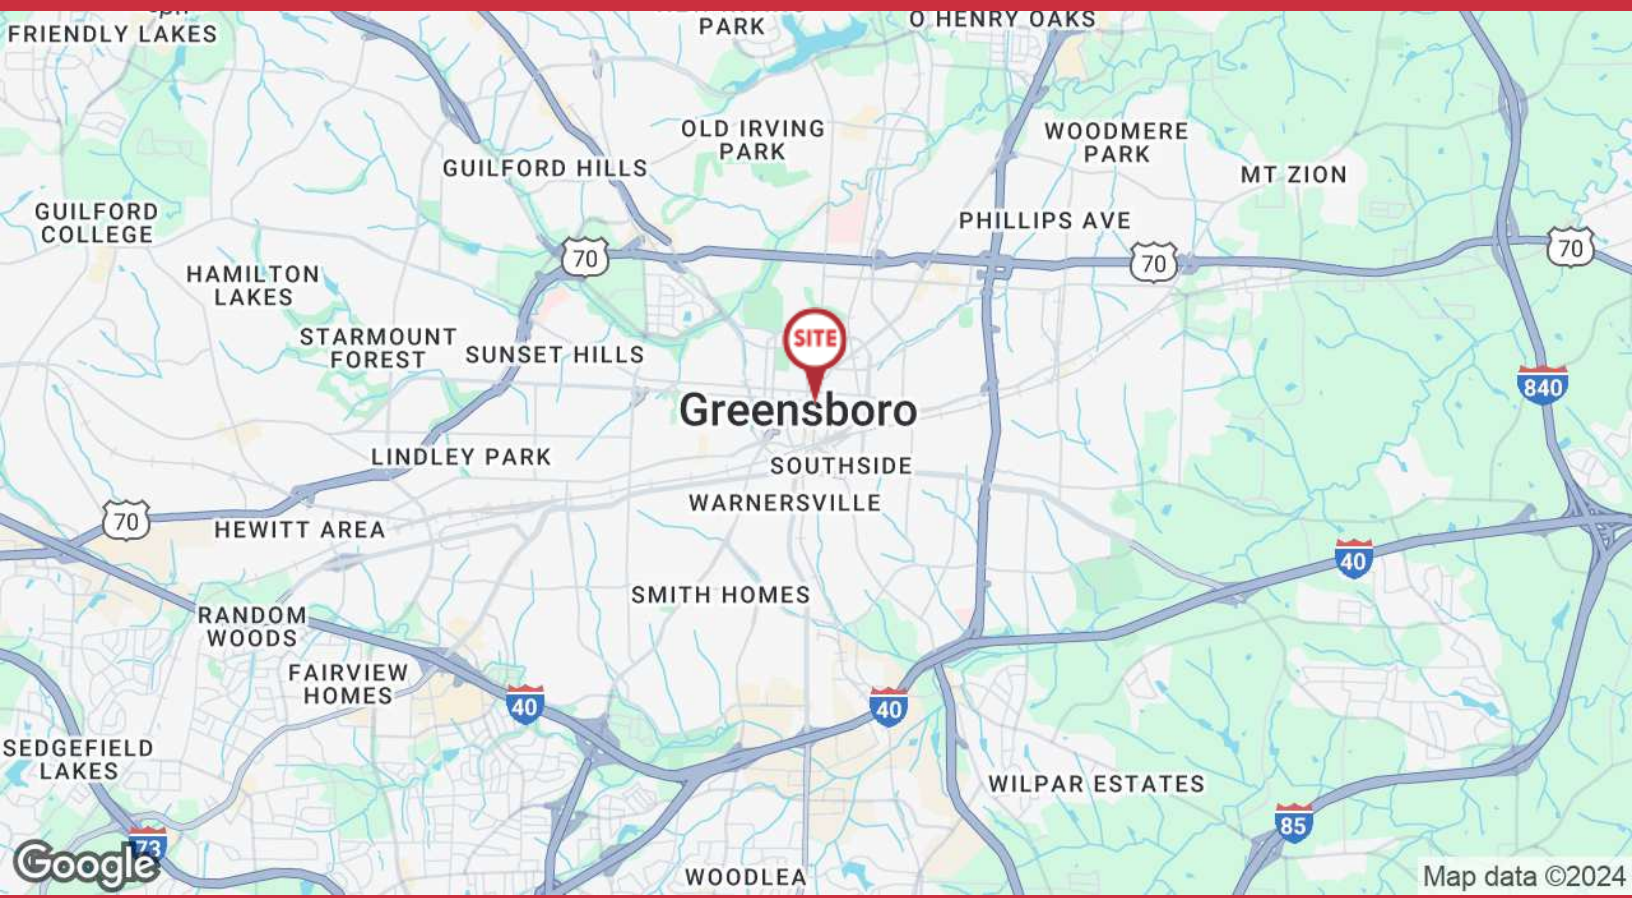 PARK
O HENRY OAKS
FRIENDLY LAKES
OLD IRVING
PARK
WOODMERE
PARK
GUILFORD HILLS
MT ZION
GUILFORD
COLLEGE
PHILLIPS AVE
70
70
70
HAMILTON
LAKES
SITE
STARMOUNT
FOREST
SUNSET HILLS
840
Greensboro
LINDLEY PARK
SOUTHSIDE
WARNERSVILLE
70
HEWITT AREA
40
SMITH HOMES
RANDOM
WOODS
FAIRVIEW
HOMES
40
40
SEDGEFIELD
LAKES
WILPAR ESTATES
85
73
Google
WOODLEA
Map data ©2024